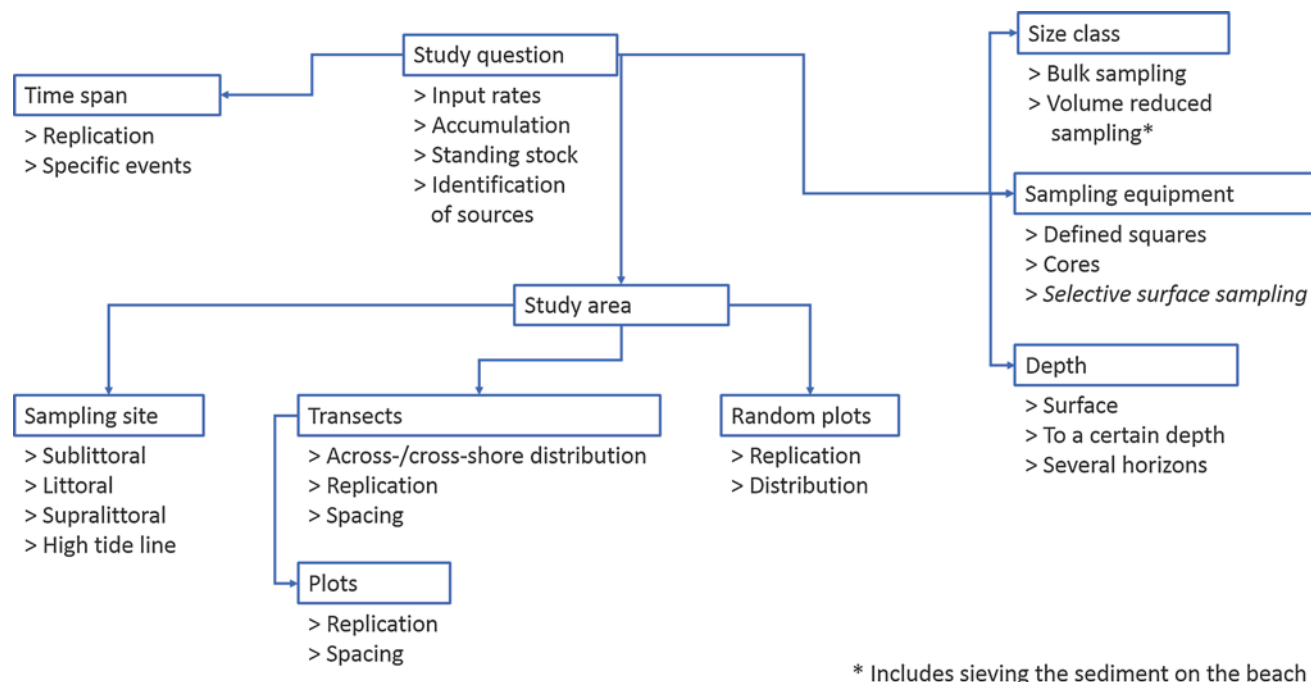 Study question
> Input rates
> Accumulation
> Standing stock
> Identification
of sources
Time span
> Replication
> Specific events
Size class
> Bulk sampling
> Volume reduced
sampling*
Sampling equipment
> Defined squares
> Cores
> Selective surface sampling
Depth
> Surface
> To a certain depth
> Several horizons
Study area
Sampling site
> Sublittoral
> Littoral
> Supralittoral
> High tide line
Transects
> Across-/cross-shore distribution
> Replication
> Spacing
Plots
> Replication
> Spacing
Random plots
> Replication
> Distribution
* Includes sieving the sediment on the beach